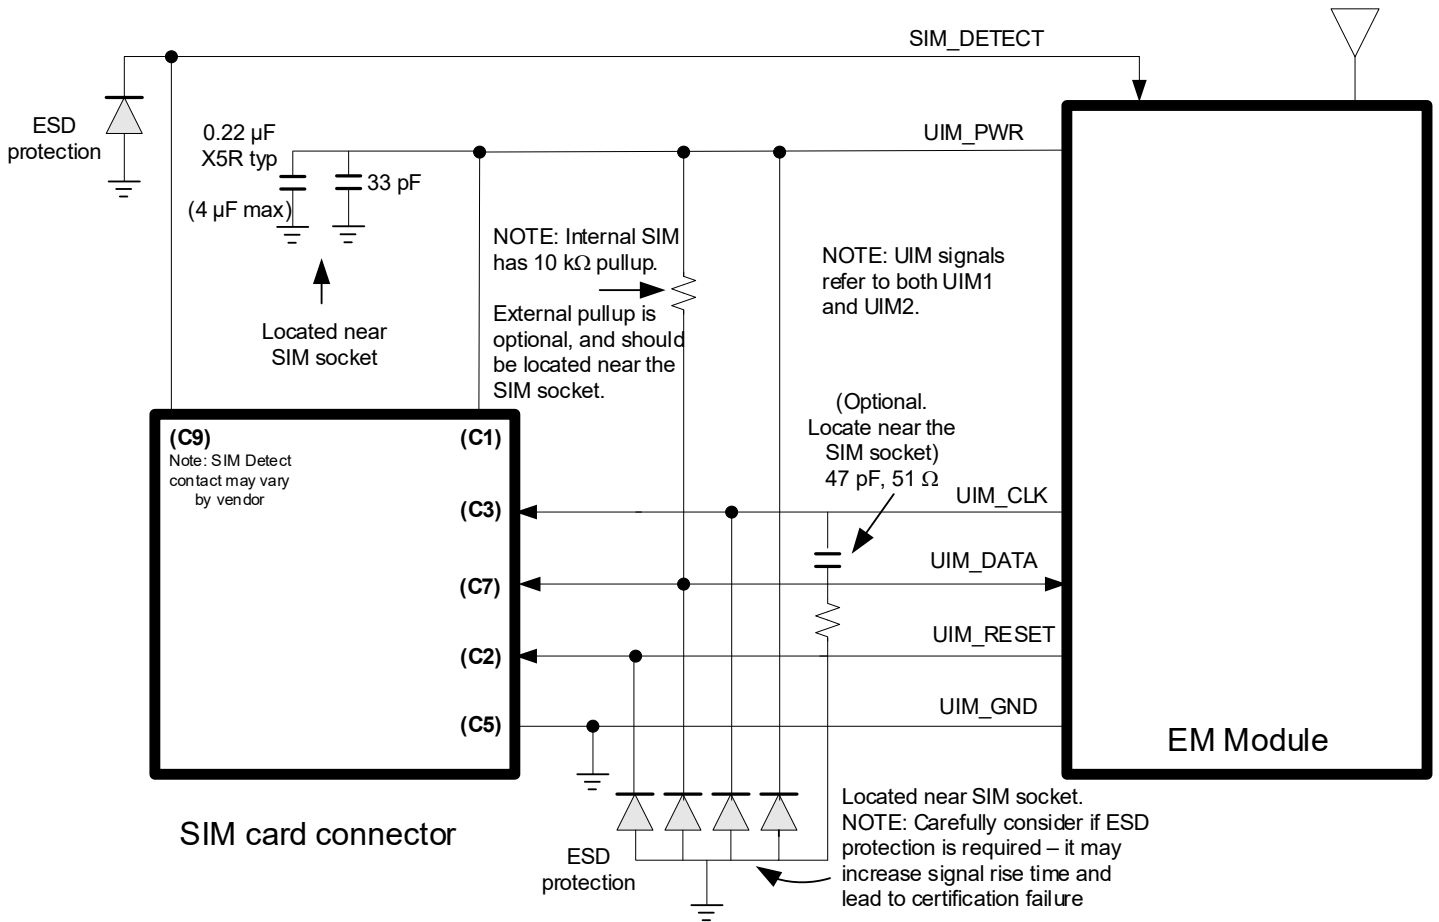 SIM_DETECT
ESD
protection
0.22 µF
X5R typ
(4 µF max)
33 pF
UIM_PWR
NOTE: Internal SIM
has 10 kΩ pullup.
External pullup is
optional, and should
be located near the
SIM socket.
NOTE: UIM signals
refer to both UIM1
and UIM2.
Located near
SIM socket
(Optional.
Locate near the
SIM socket)
47 pF, 51 Ω
(C9)
Note: SIM Detect
contact may vary
by vendor
(C1)
(C3)
UIM_CLK
(C7)
UIM_DATA
(C2)
UIM_RESET
(C5)
UIM_GND
EM Module
SIM card connector
ESD
protection
Located near SIM socket.
NOTE: Carefully consider if ESD
protection is required – it may
increase signal rise time and
lead to certification failure